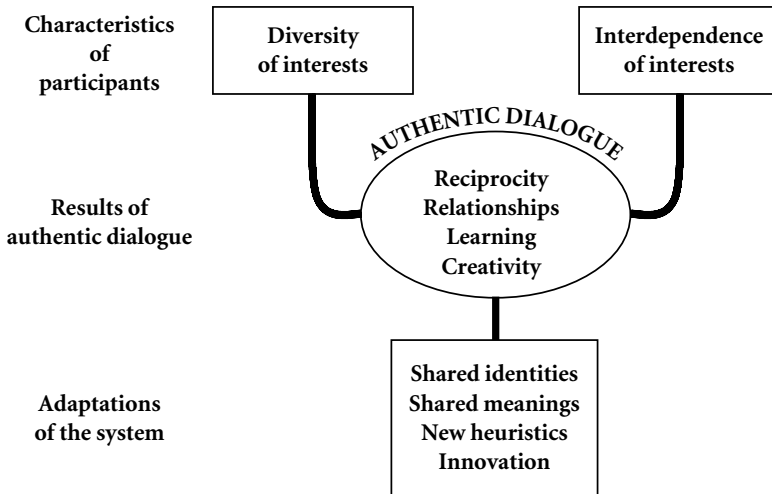 Characteristics
of
participants
Diversity
of interests
Interdependence
of interests
AUTHENTIC DIALOGUE
Results of
authentic dialogue
Reciprocity
Relationships
Learning
Creativity
Adaptations
of the system
Shared identities
Shared meanings
New heuristics
Innovation